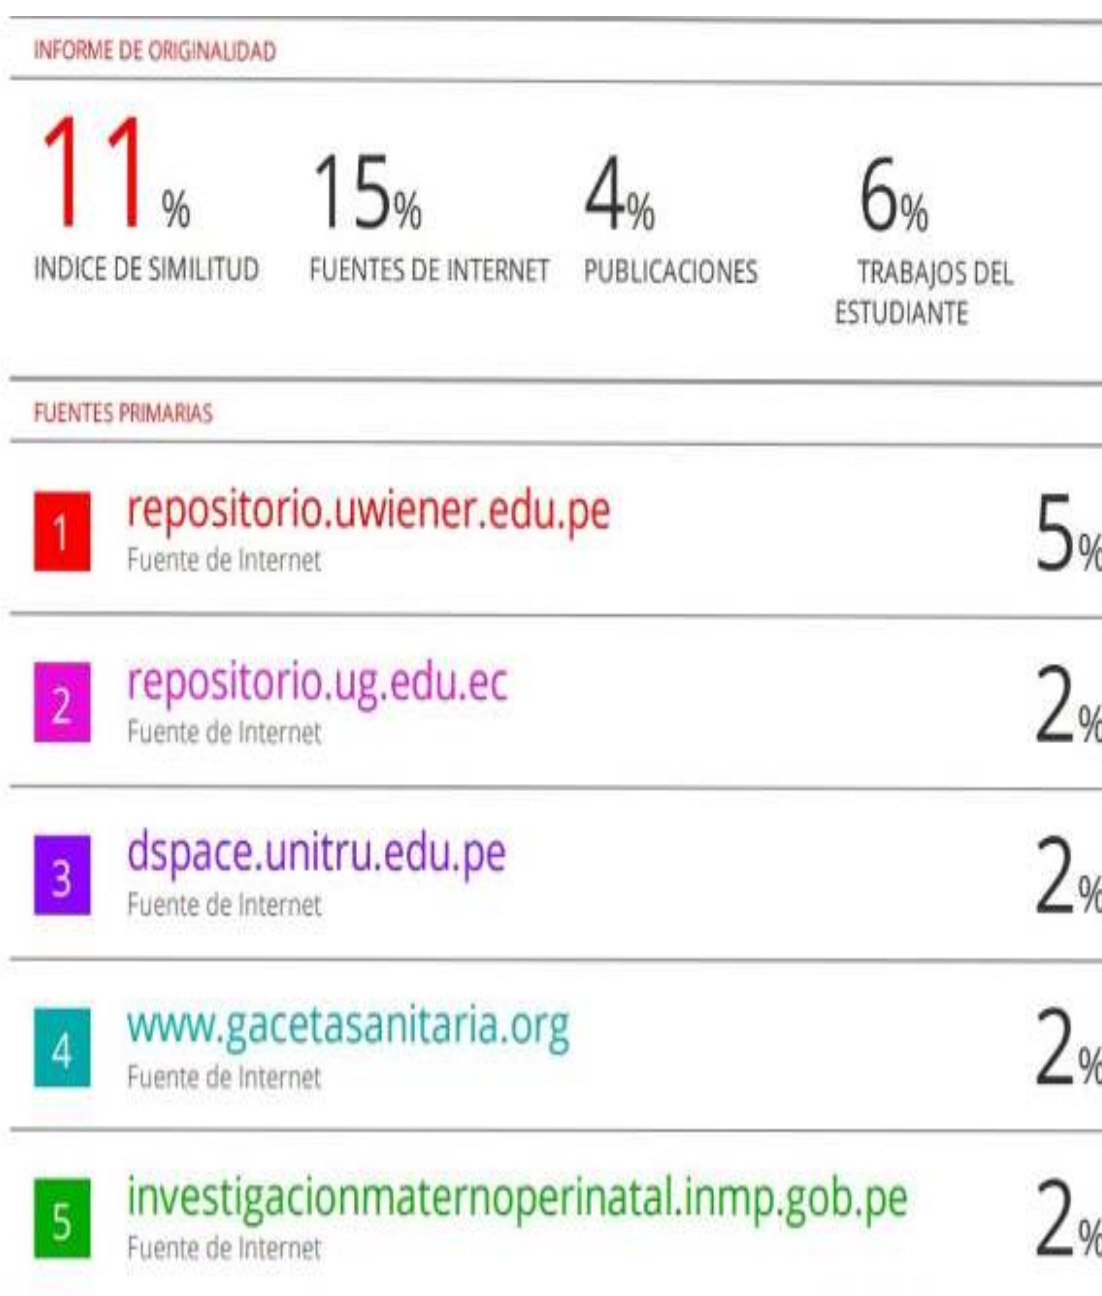 INFORME DE ORIGINALIDAD
11% 15% 4% 6%
INDICE DE SIMILITUD FUENTES DE INTERNET PUBLICACIONES TRABAJOS DEL
ESTUDIANTE
FUENTES PRIMARIAS
1 repositorio.uwiener.edu.pe 5%
Fuente de Internet
2 repositorio.ug.edu.ec 2%
Fuente de Internet
3 dspace.unitru.edu.pe 2%
Fuente de Internet
4 www.gacetasanitaria.org 2%
Fuente de Internet
5 investigacionmaternoperinatal.inmp.gob.pe 2%
Fuente de Internet